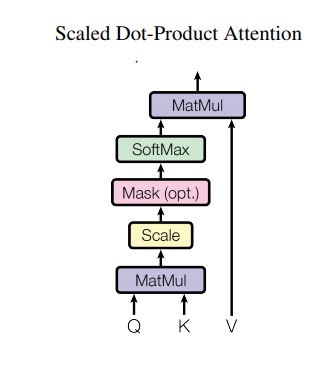 Scaled Dot-Product Attention
MatMul
SoftMax
Mask (opt.)
Scale
MatMul
Q K V